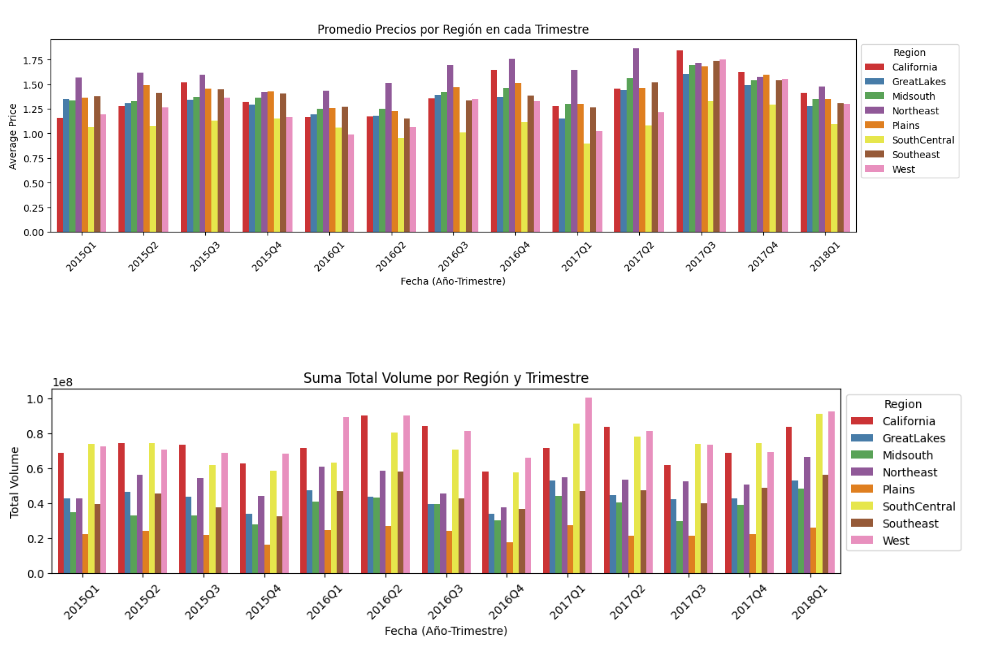 Promedio Precios por Región en cada Trimestre
Average Price
1.75
1.50
1.25
1.00
0.75
0.50
0.25
0.00
2015Q1 2015Q2 2015Q3 2015Q4 2016Q1 2016Q2 2016Q3 2016Q4 2017Q1 2017Q2 2017Q3 2017Q4 2018Q1
Fecha (Año-Trimestre)
Region
California
GreatLakes
Midsouth
Northeast
Plains
SouthCentral
Southeast
West
Suma Total Volume por Región y Trimestre
1e8
Total Volume
1.0
0.8
0.6
0.4
0.2
0.0
2015Q1 2015Q2 2015Q3 2015Q4 2016Q1 2016Q2 2016Q3 2016Q4 2017Q1 2017Q2 2017Q3 2017Q4 2018Q1
Fecha (Año-Trimestre)
Region
California
GreatLakes
Midsouth
Northeast
Plains
SouthCentral
Southeast
West